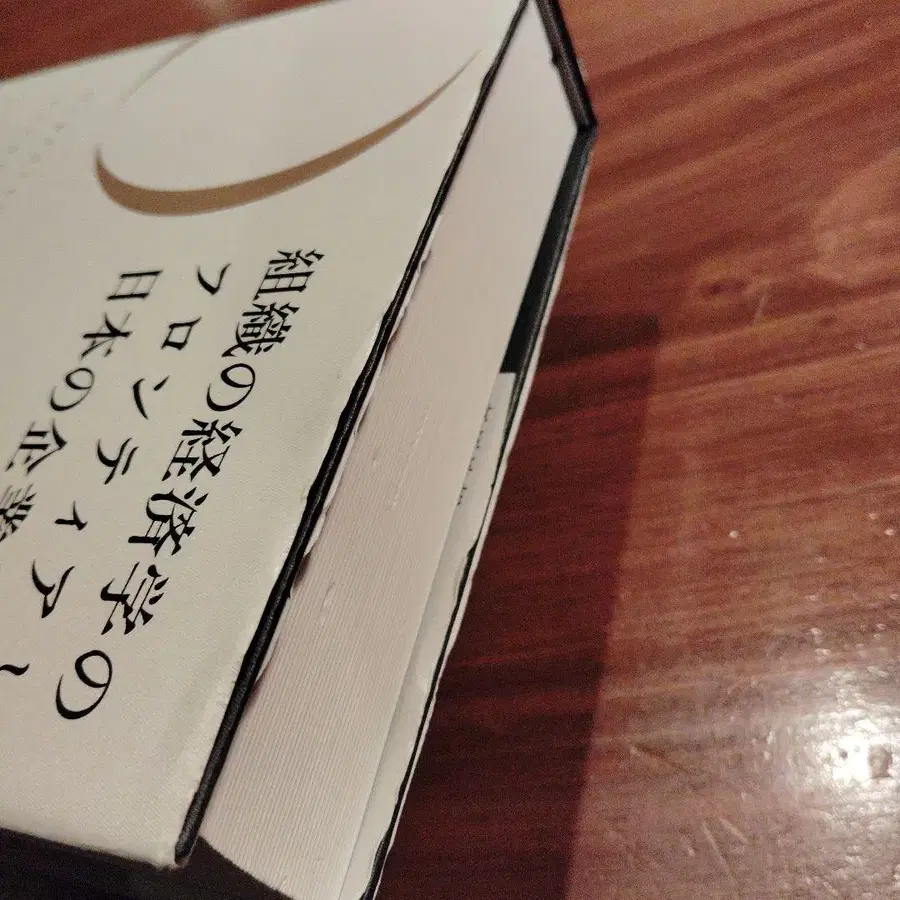 組織の経済学の
フロンティア
日本の企業